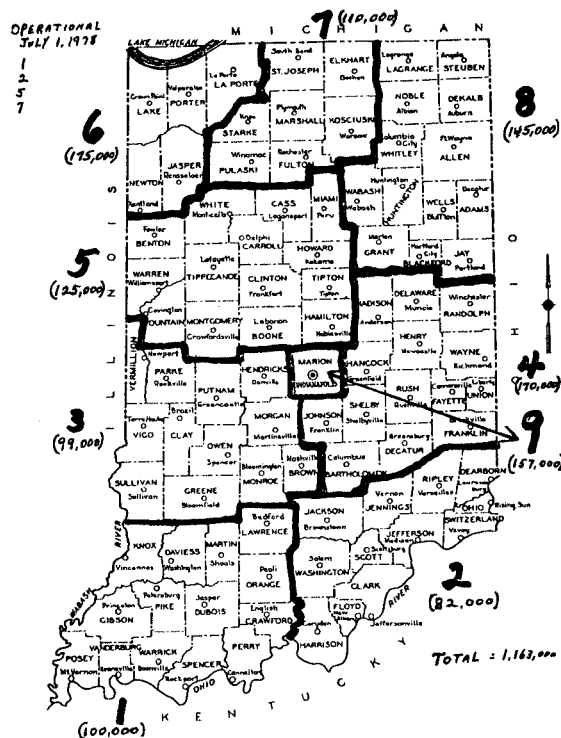 OPERATIONAL
JULY 1, 1978
1
2
5
7
7 (110,000)
M I C H I G A N
LAKE MICHIGAN
South Bend
ST. JOSEPH
ELKHART
Goshen
Lagrange
LAGRANGE
Angola
STEUBEN
La Porte
LA PORTE
Crown Point
LAKE
Valparaiso
PORTER
NOBLE
Albion
DEKALB
Auburn
8
(145,000)
Plymouth
MARSHALL
KOSCIUSKO
Warsaw
Knox
STARKE
Columbia
City
WHITLEY
Ft. Wayne
ALLEN
6
(175,000)
Winamac
PULASKI
Rochester
FULTON
JASPER
Rensselaer
NEWTON
Kentland
WHITE
Monticello
CASS
Logansport
MIAMI
Peru
WABASH
Wabash
Huntington
HUNTINGTON
WELLS
Bluffton
Decatur
ADAMS
Fowler
BENTON
Delphi
CARROLL
HOWARD
Kokomo
Marion
GRANT
Hartford
City
BLACKFORD
JAY
Portland
5
(125,000)
WARREN
Williamsport
Lafayette
TIPPECANOE
CLINTON
Frankfort
TIPTON
Tipton
MADISON
Anderson
DELAWARE
Muncie
Winchester
RANDOLPH
Covington
FOUNTAIN
MONTGOMERY
Crawfordsville
Lebanon
BOONE
HAMILTON
Noblesville
HENRY
Newcastle
WAYNE
Richmond
I L L I N O I S
O H I O
VERMILLION
Newport
PARKE
Rockville
PUTNAM
Greencastle
HENDRICKS
Danville
MARION
INDIANAPOLIS
HANCOCK
Greenfield
RUSH
Rushville
Connersville
FAYETTE
Liberty
UNION
4
(170,000)
3
(99,000)
Terre Haute
VIGO
Brazil
CLAY
MORGAN
Martinsville
JOHNSON
Franklin
SHELBY
Shelbyville
Brookville
FRANKLIN
9
(157,000)
OWEN
Spencer
Bloomington
MONROE
Nashville
BROWN
Columbus
BARTHOLOMEW
Greensburg
DECATUR
SULLIVAN
Sullivan
GREENE
Bloomfield
RIPLEY
Versailles
DEARBORN
Lawrenceburg
OHIO
Rising Sun
SWITZERLAND
Vevay
Bedford
LAWRENCE
JACKSON
Brownstown
Vernon
JENNINGS
JEFFERSON
Madison
RIVER
WABASH
KNOX
Vincennes
DAVIESS
Washington
MARTIN
Shoals
Paoli
ORANGE
Salem
WASHINGTON
Scottsburg
SCOTT
CLARK
2
(82,000)
Princeton
GIBSON
Petersburg
PIKE
Jasper
DUBOIS
English
CRAWFORD
FLOYD
New Albany
Jeffersonville
RIVER
Corydon
HARRISON
POSEY
Mt. Vernon
VANDERBURG
Evansville
WARRICK
Boonville
SPENCER
Rockport
PERRY
Cannelton
OHIO
TOTAL = 1,163,000
1
(100,000)
K E N T U C K Y